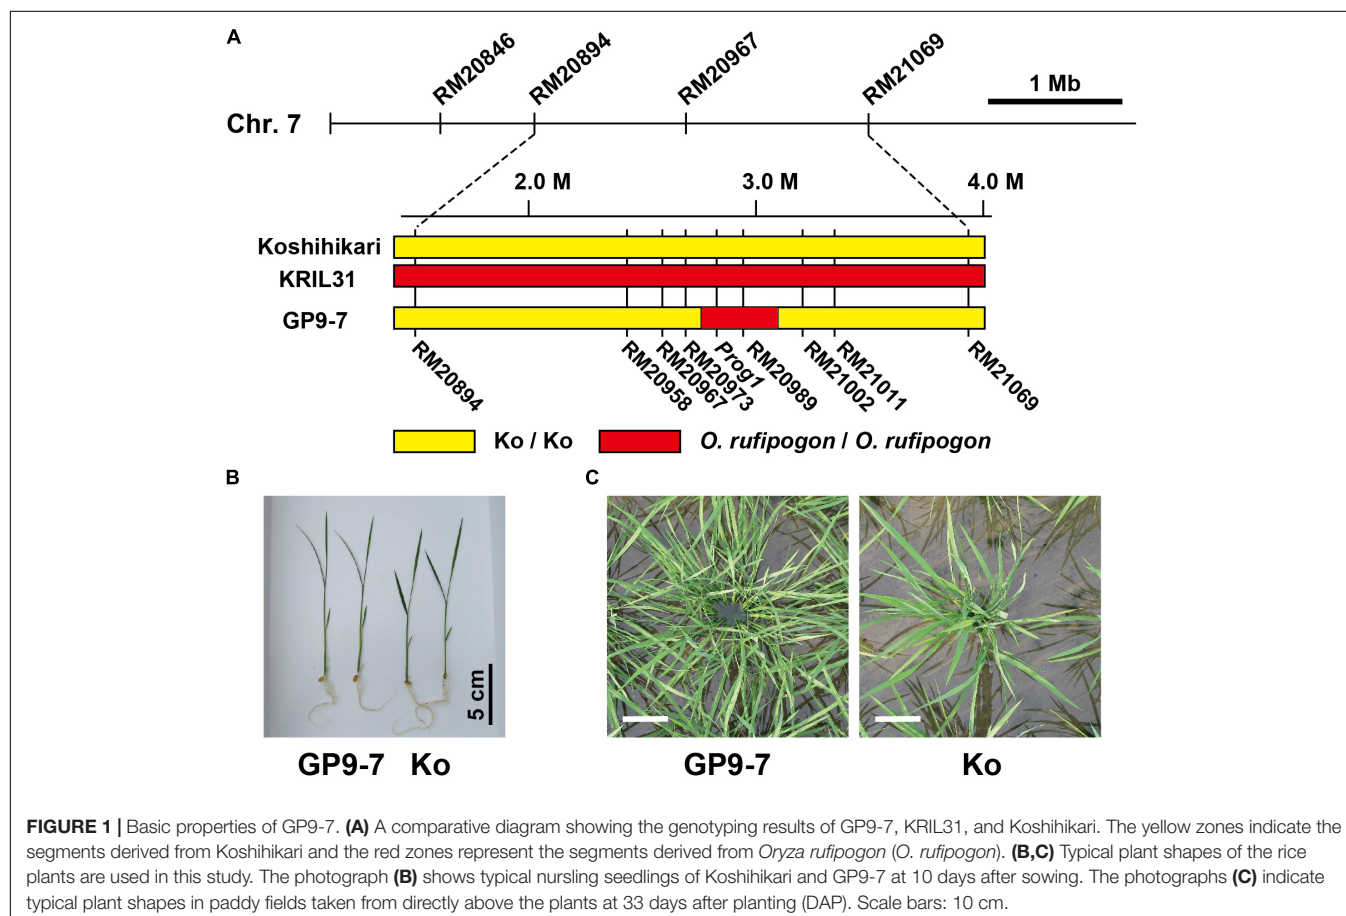 A
RM20846
RM20894
RM20967
RM21069
1 Mb
Chr. 7
2.0 M
3.0 M
4.0 M
Koshihikari
KRIL31
GP9-7
RM20894
RM20958
RM20967
RM20973
Prog1
RM20989
RM21002
RM21011
RM21069
Ko / Ko
O. rufipogon / O. rufipogon
B
C
5 cm
GP9-7 Ko
GP9-7
Ko
FIGURE 1 | Basic properties of GP9-7. (A) A comparative diagram showing the genotyping results of GP9-7, KRIL31, and Koshihikari. The yellow zones indicate the
segments derived from Koshihikari and the red zones represent the segments derived from Oryza rufipogon (O. rufipogon). (B,C) Typical plant shapes of the rice
plants are used in this study. The photograph (B) shows typical nursling seedlings of Koshihikari and GP9-7 at 10 days after sowing. The photographs (C) indicate
typical plant shapes in paddy fields taken from directly above the plants at 33 days after planting (DAP). Scale bars: 10 cm.